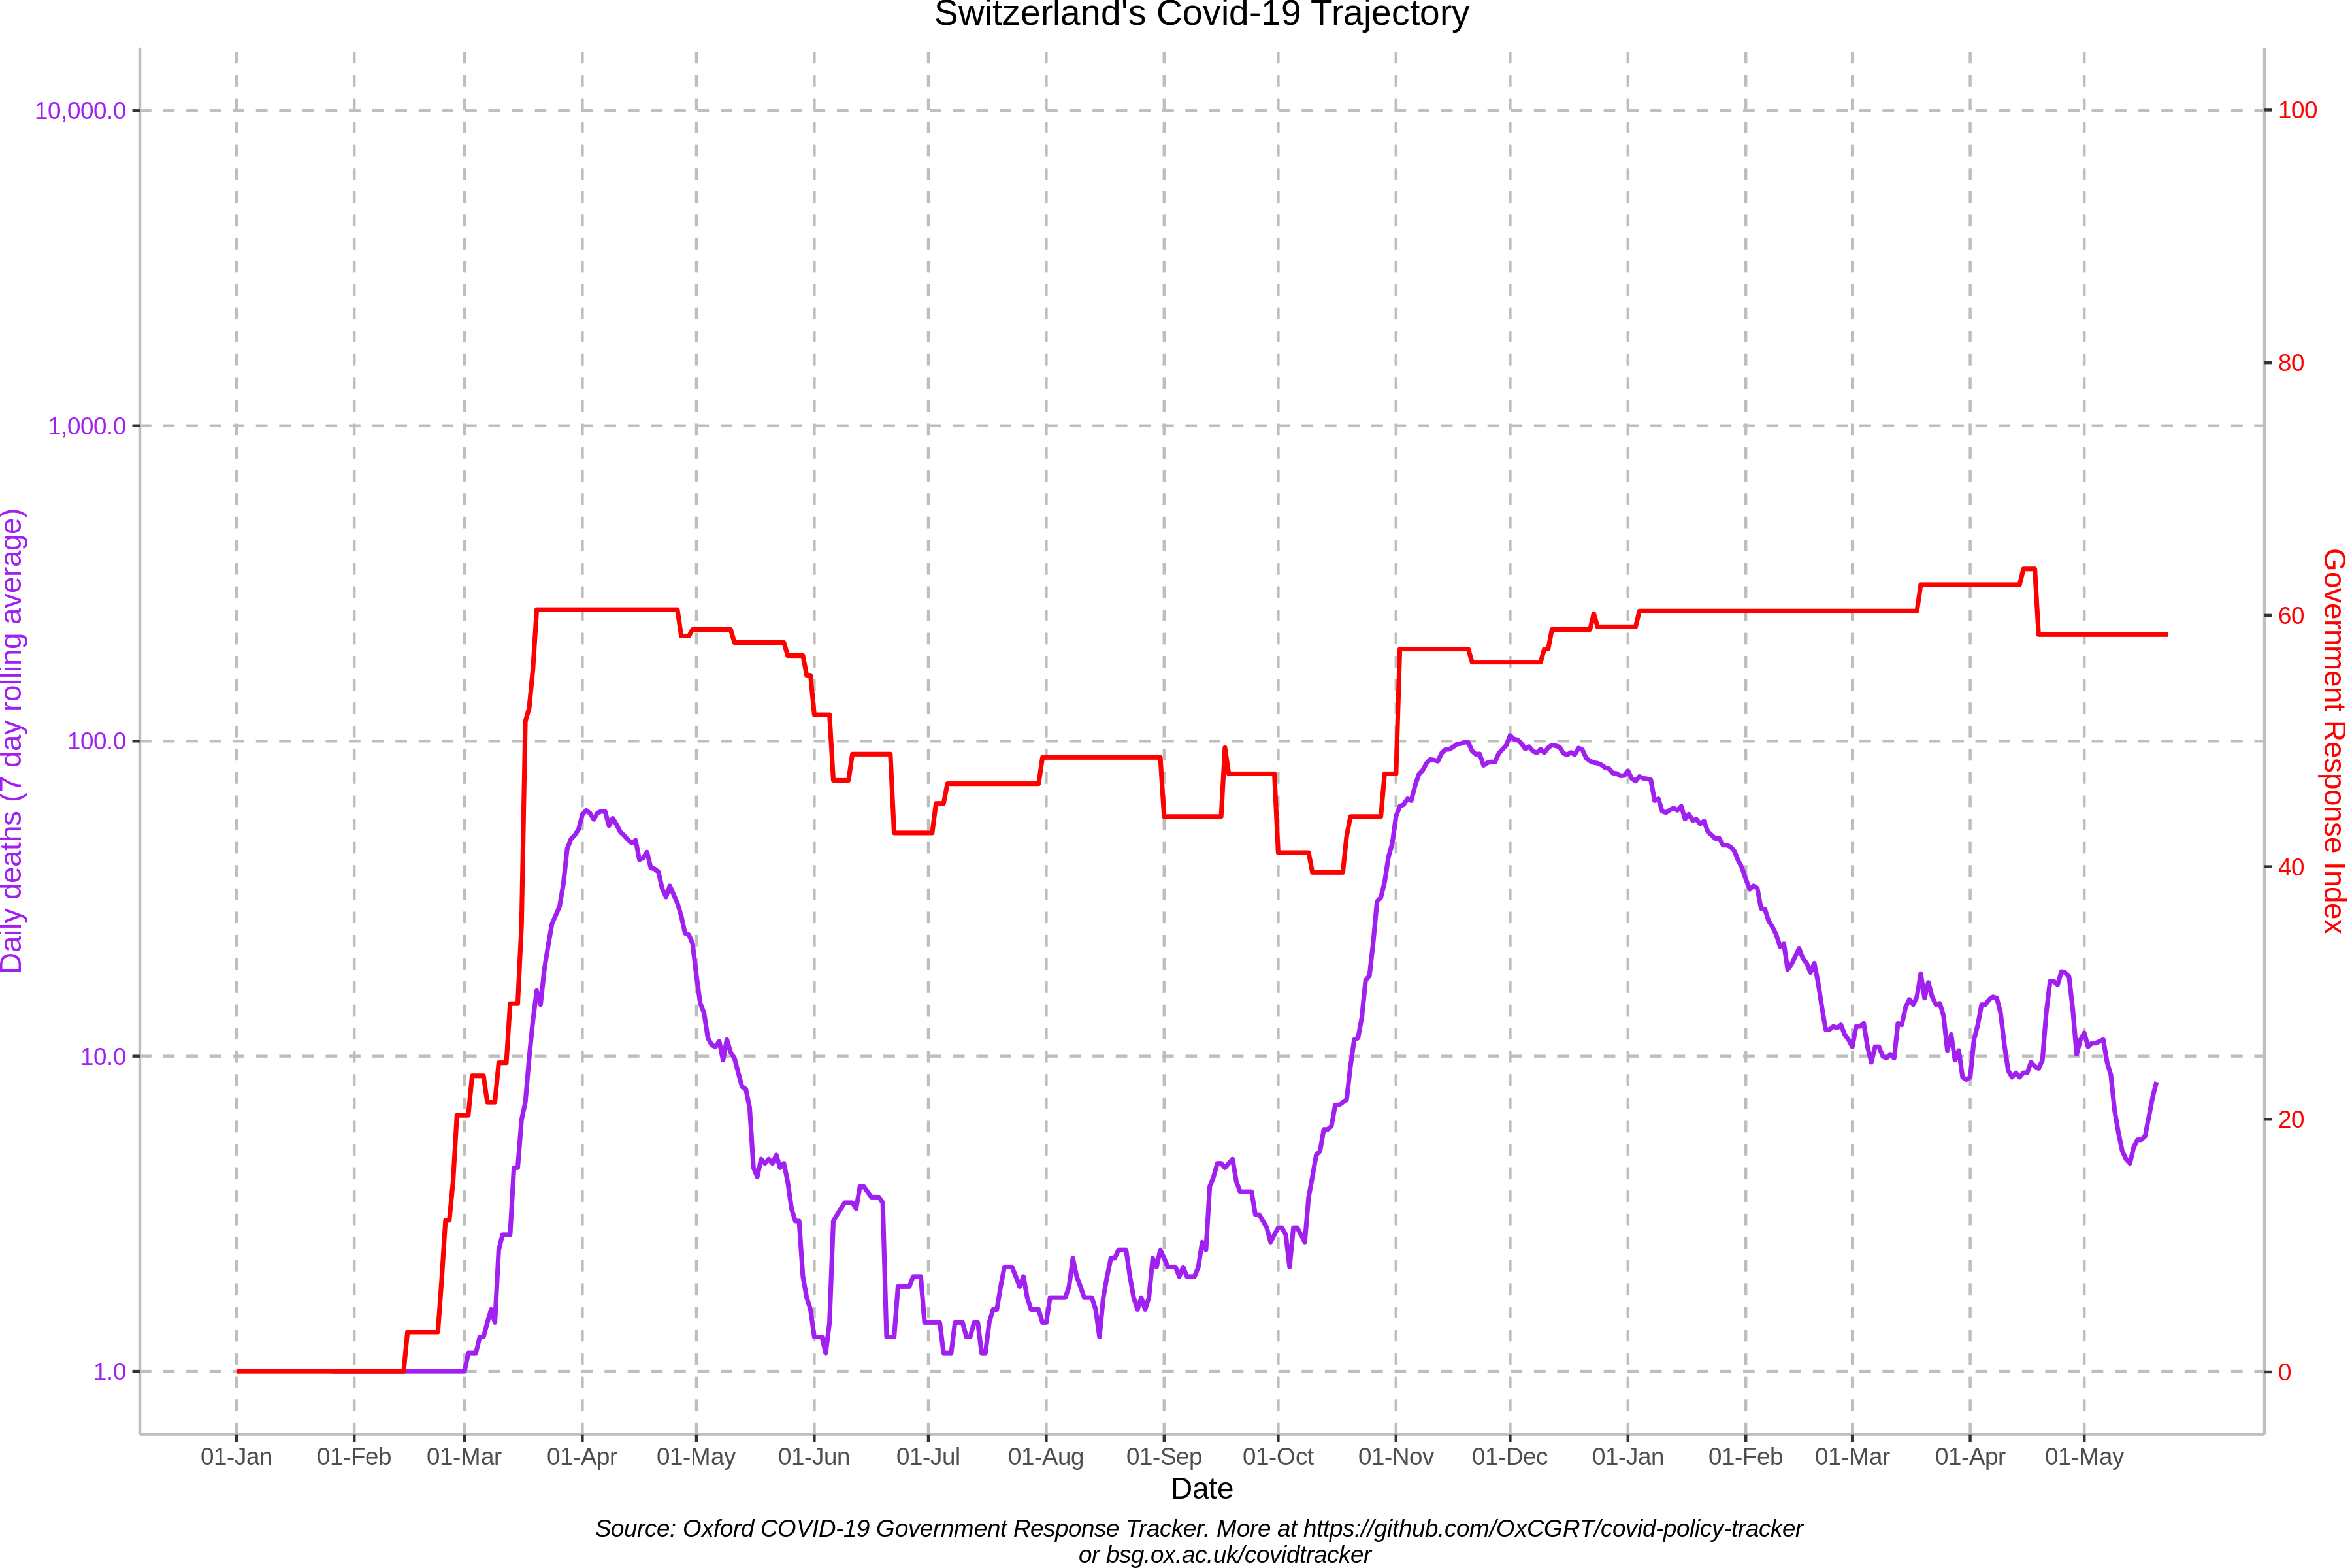 Switzerland's Covid-19 Trajectory
10,000.0
1,000.0
100.0
10.0
1.0
Daily deaths (7 day rolling average)
100
80
60
40
20
0
Government Response Index
01-Jan 01-Feb 01-Mar 01-Apr 01-May 01-Jun 01-Jul 01-Aug 01-Sep 01-Oct 01-Nov 01-Dec 01-Jan 01-Feb 01-Mar 01-Apr 01-May
Date
Source: Oxford COVID-19 Government Response Tracker. More at https://github.com/OxCGRT/covid-policy-tracker
or bsg.ox.ac.uk/covidtracker